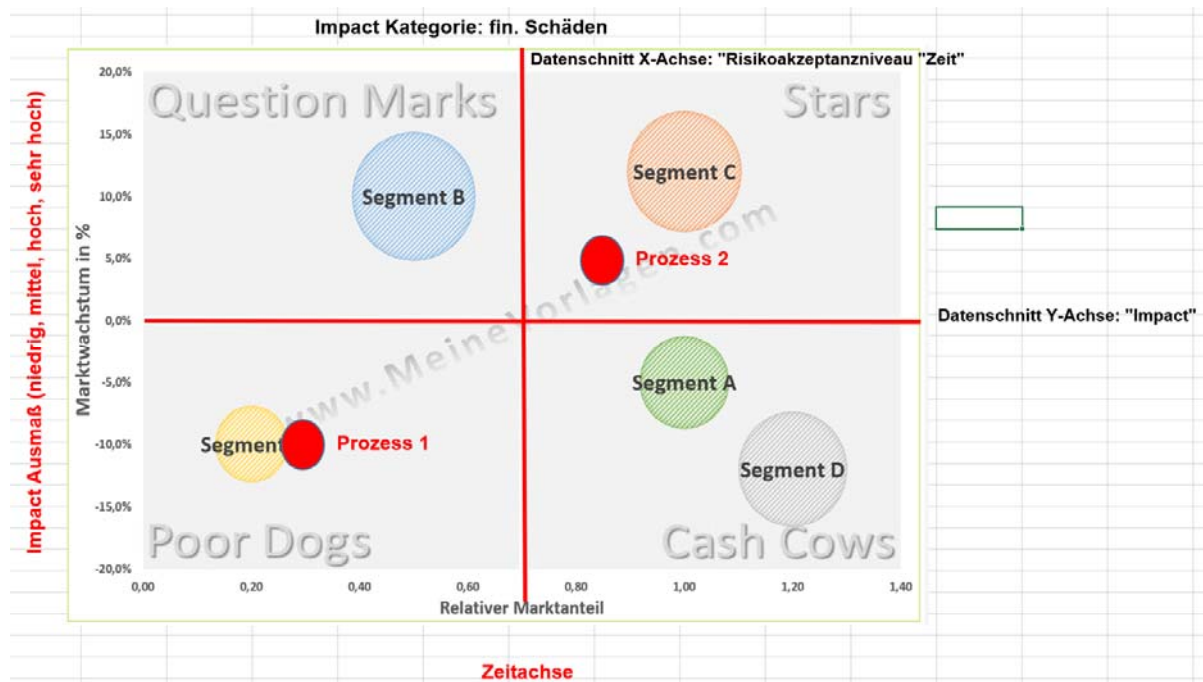 Impact Kategorie: fin. Schäden
Datenschnitt X-Achse: "Risikoakzeptanzniveau "Zeit"
Impact Ausmaß (niedrig, mittel, hoch, sehr hoch)
Marktwachstum in %
20,0%
15,0%
10,0%
5,0%
0,0%
-5,0%
-10,0%
-15,0%
-20,0%
Question Marks
Stars
Segment B
Segment C
Prozess 2
www.MeineVorlagen.com
Datenschnitt Y-Achse: "Impact"
Segment A
Segment
Prozess 1
Segment D
Poor Dogs
Cash Cows
0,00
0,20
0,40
0,60
0,80
1,00
1,20
1,40
Relativer Marktanteil
Zeitachse